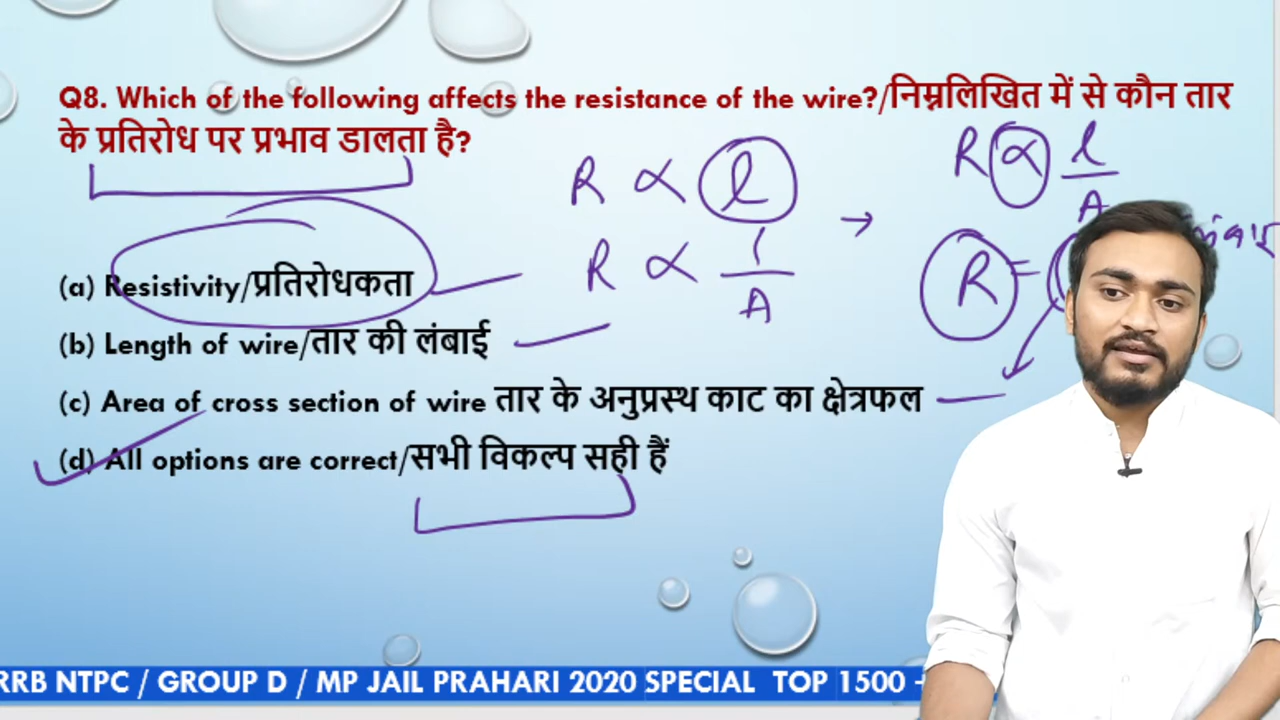 Q8. Which of the following affects the resistance of the wire?/निम्नलिखित में से कौन तार
के प्रतिरोध पर प्रभाव डालता है?
R ∝ l
R ∝ l/A
R ∝ 1/A
R =
(a) Resistivity/प्रतिरोधकता
(b) Length of wire/तार की लंबाई
(c) Area of cross section of wire तार के अनुप्रस्थ काट का क्षेत्रफल
(d) All options are correct/सभी विकल्प सही हैं
RRB NTPC / GROUP D / MP JAIL PRAHARI 2020 SPECIAL TOP 1500